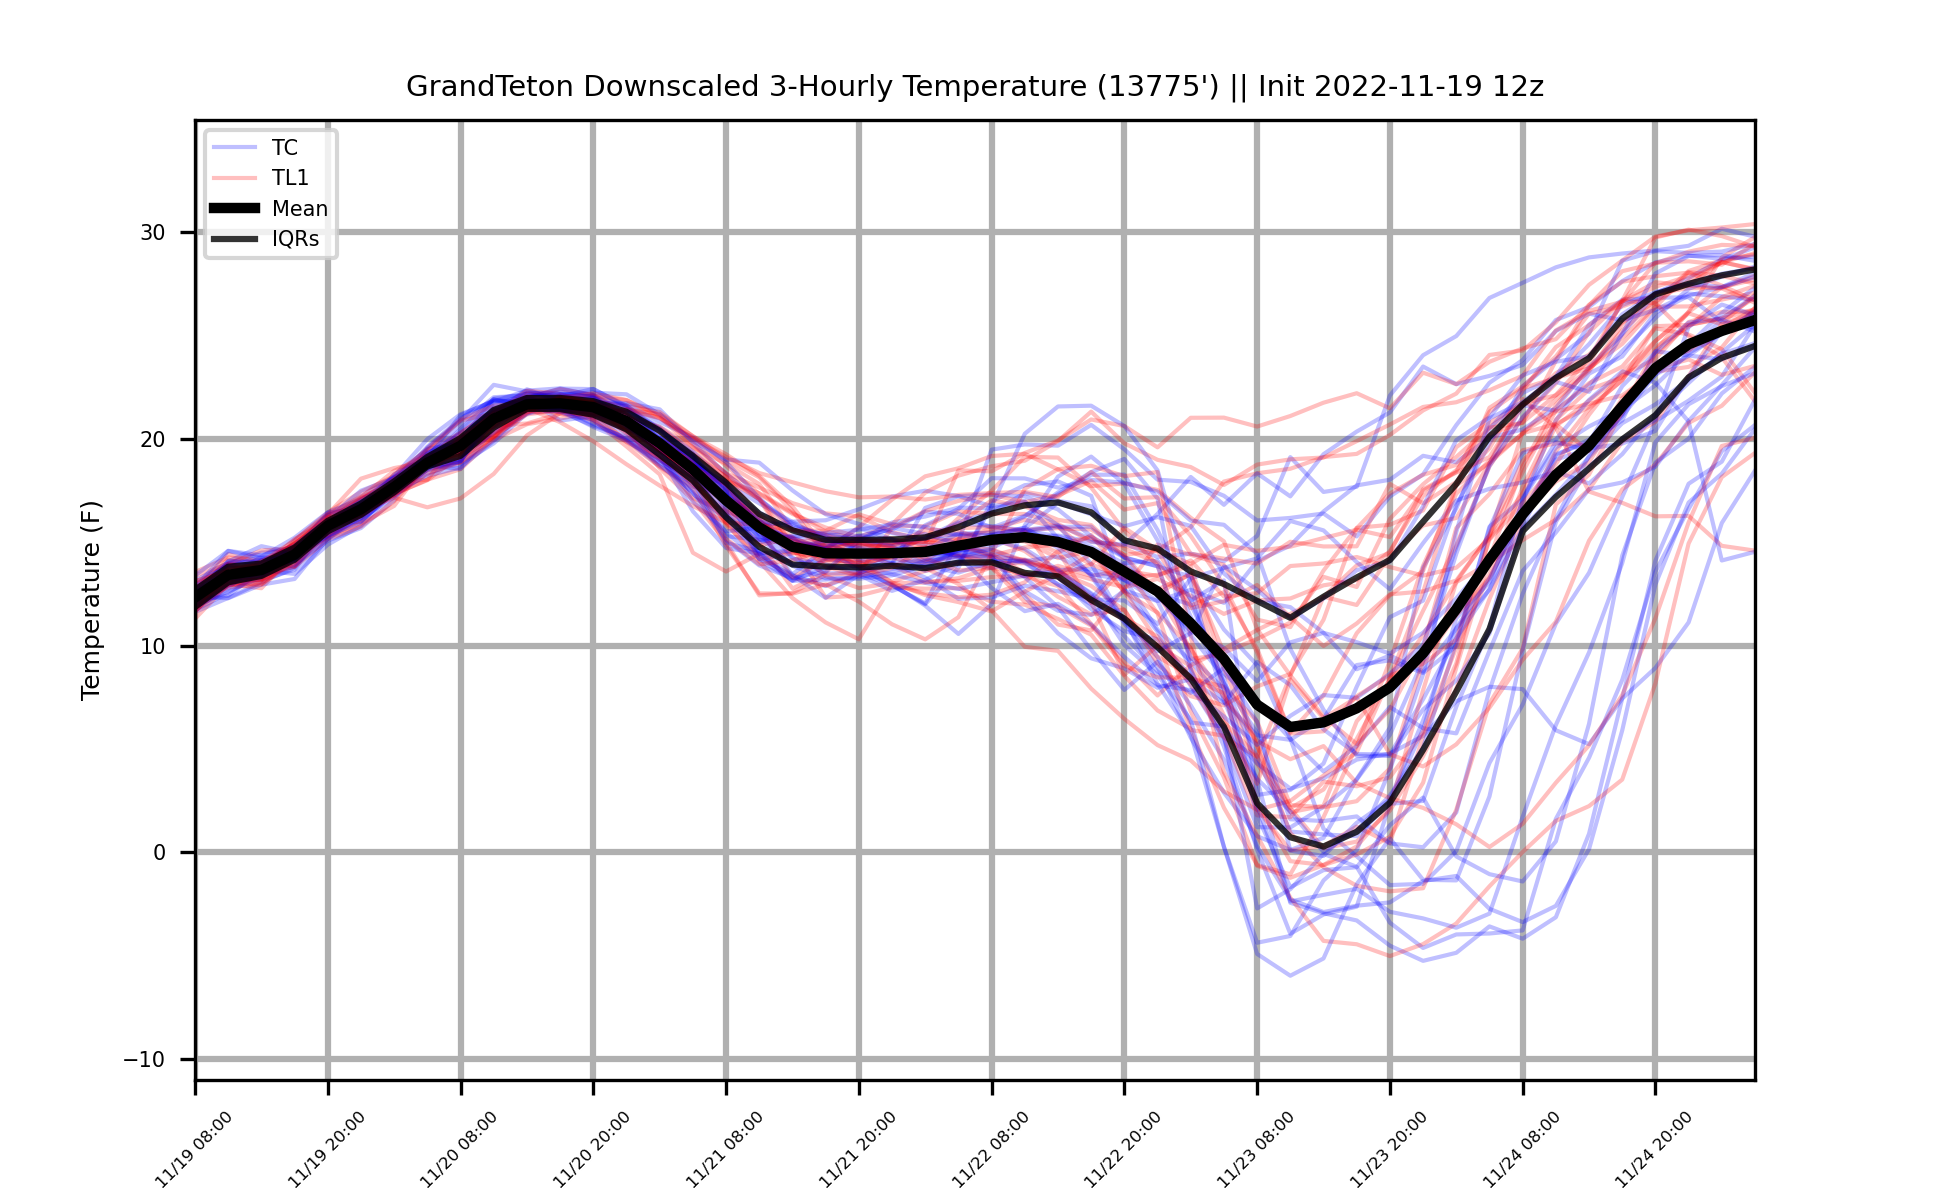 GrandTeton Downscaled 3-Hourly Temperature (13775') || Init 2022-11-19 12z
TC
TL1
Mean
IQRs
Temperature (F)
30
20
10
0
−10
11/19 08:00
11/19 20:00
11/20 08:00
11/20 20:00
11/21 08:00
11/21 20:00
11/22 08:00
11/22 20:00
11/23 08:00
11/23 20:00
11/24 08:00
11/24 20:00